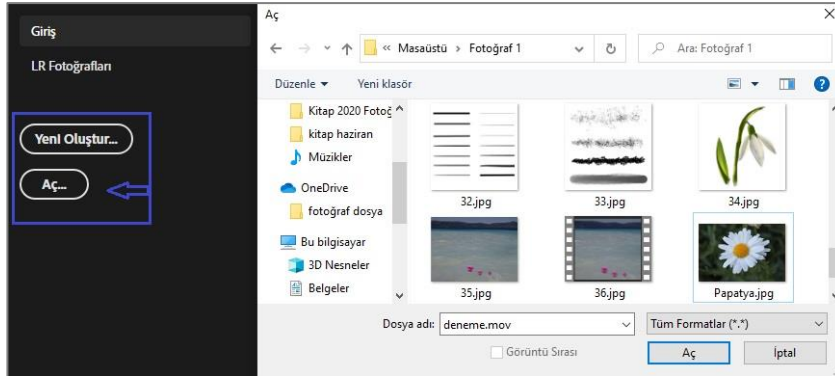 Giriş
LR Fotoğrafları
Yeni Oluştur...
Aç...
Aç
« Masaüstü › Fotoğraf 1
Ara: Fotoğraf 1
Düzenle
Yeni klasör
Kitap 2020 Fotoğ
kitap haziran
Müzikler
OneDrive
fotoğraf dosya
Bu bilgisayar
3D Nesneler
Belgeler
32.jpg
33.jpg
34.jpg
35.jpg
36.jpg
Papatya.jpg
Dosya adı: deneme.mov
Tüm Formatlar (*.*)
Görüntü Sırası
Aç
İptal